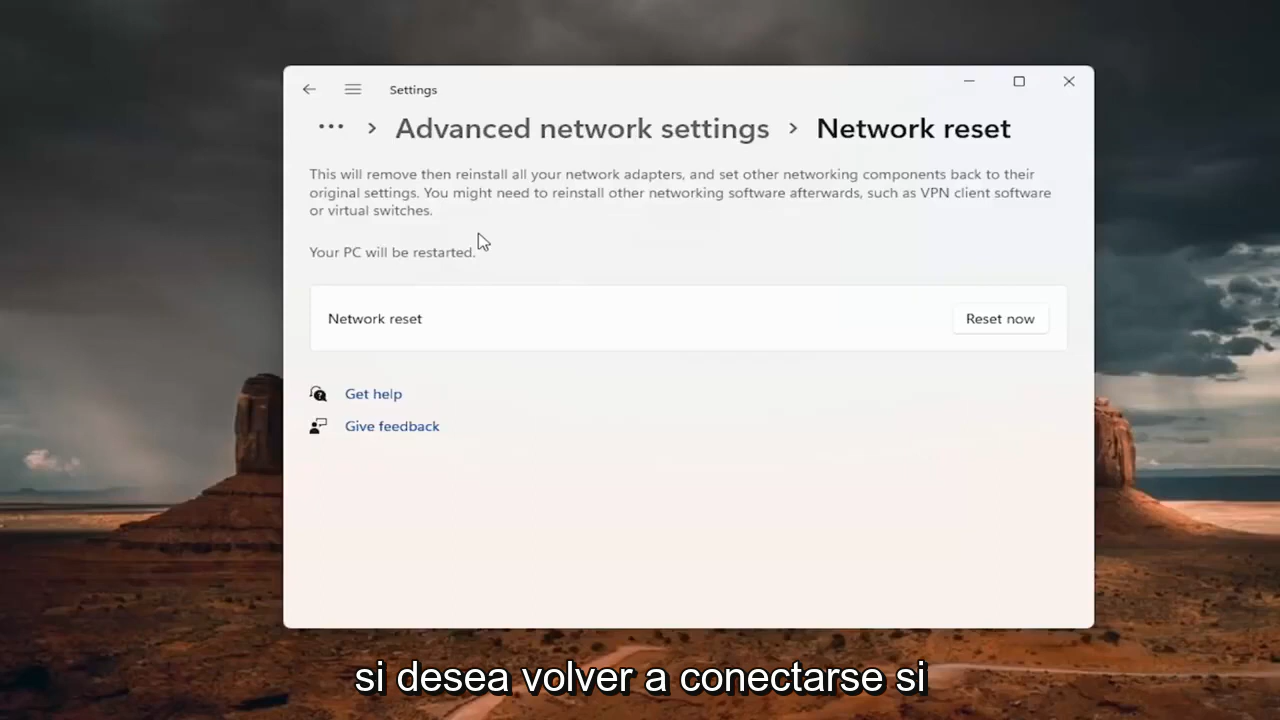 Settings
Advanced network settings > Network reset
This will remove then reinstall all your network adapters, and set other networking components back to their
original settings. You might need to reinstall other networking software afterwards, such as VPN client software
or virtual switches.
Your PC will be restarted.
Network reset Reset now
Get help
Give feedback
si desea volver a conectarse si